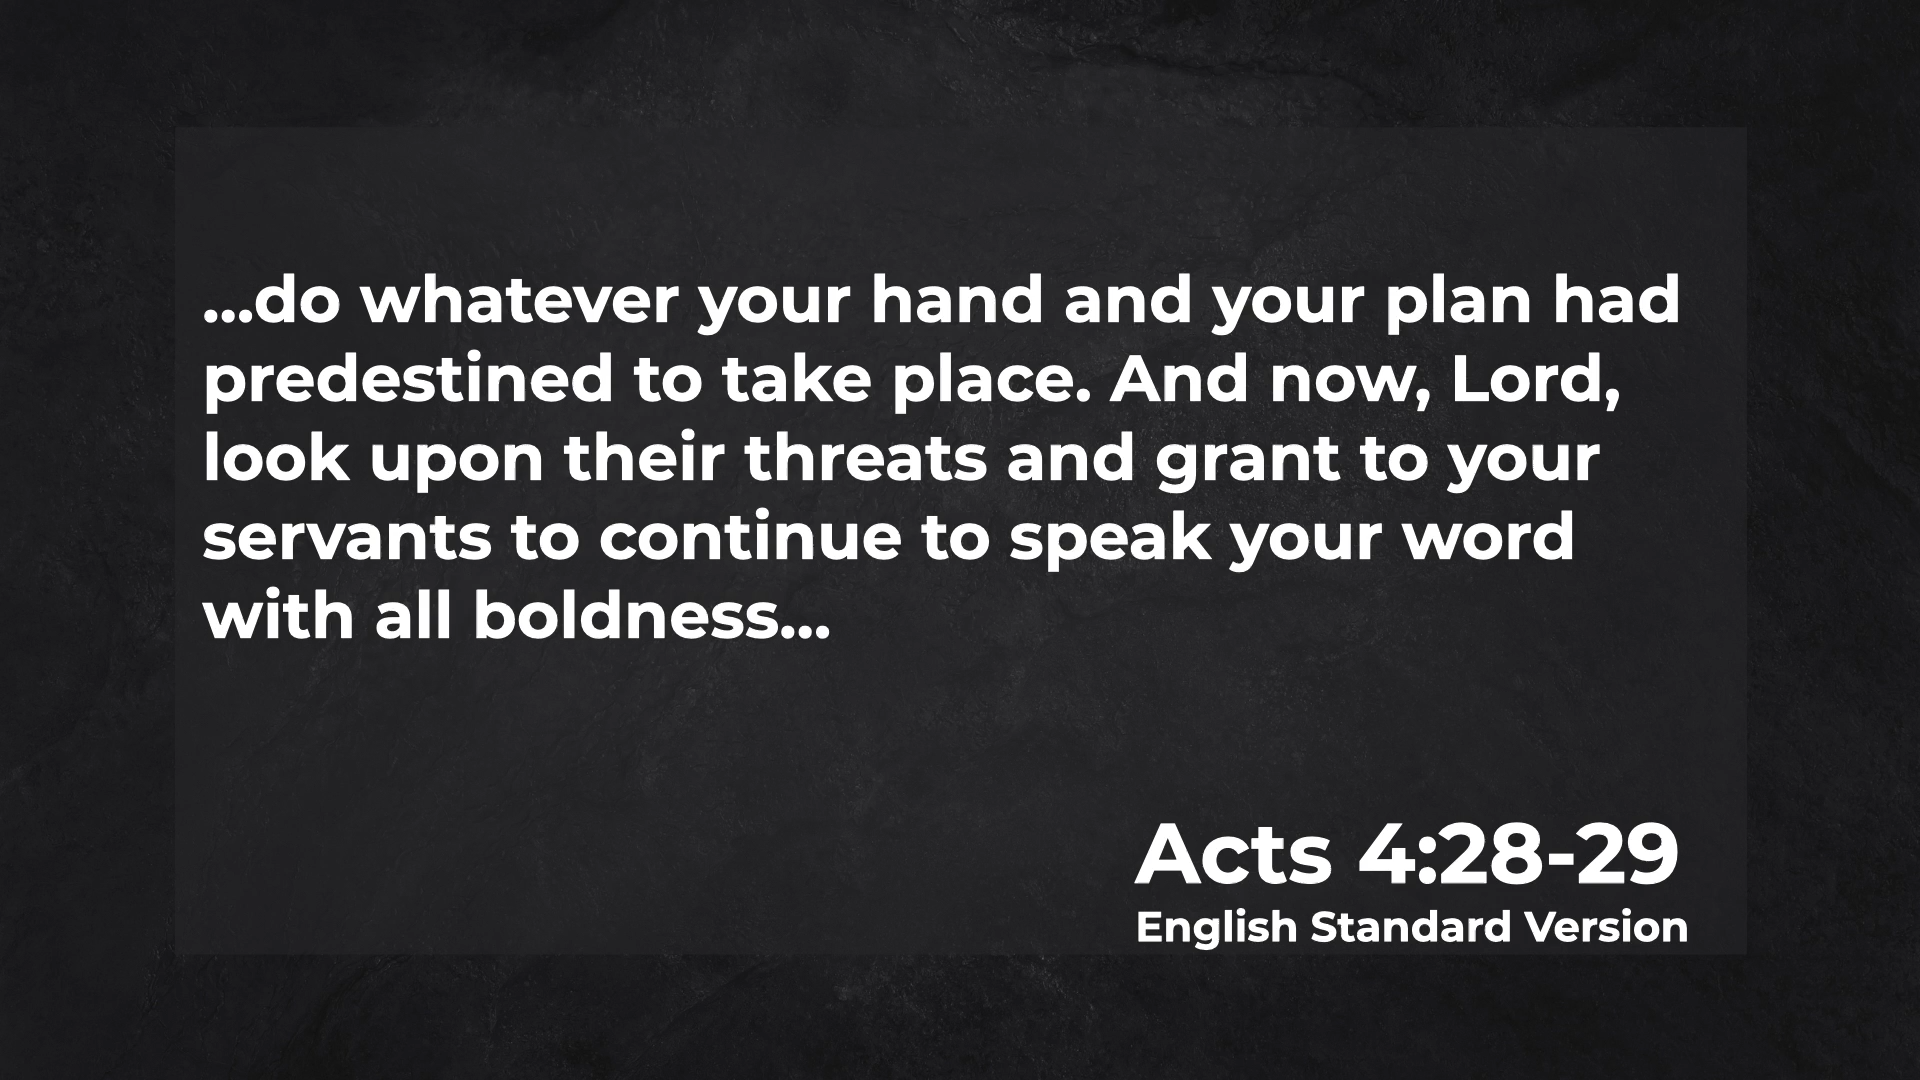 ...do whatever your hand and your plan had
predestined to take place. And now, Lord,
look upon their threats and grant to your
servants to continue to speak your word
with all boldness...
Acts 4:28-29
English Standard Version